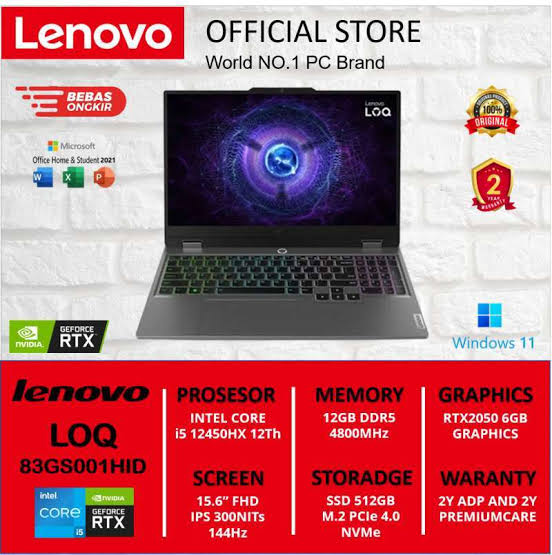 Lenovo
OFFICIAL STORE
World NO.1 PC Brand
BEBAS
ONGKIR
Microsoft
Office Home & Student 2021
W X P
Lenovo
LOQ
100%
ORIGINAL
2
YEAR
WARRANTY
Lenovo
NVIDIA.
GEFORCE
RTX
Windows 11
lenovo
LOQ
83GS001HID
intel
CORE
i5
NVIDIA
GEFORCE
RTX
PROSESOR
INTEL CORE
i5 12450HX 12Th
MEMORY
12GB DDR5
4800MHz
GRAPHICS
RTX2050 6GB
GRAPHICS
SCREEN
15.6” FHD
IPS 300NITs
144Hz
STORADGE
SSD 512GB
M.2 PCIe 4.0
NVMe
WARANTY
2Y ADP AND 2Y
PREMIUMCARE